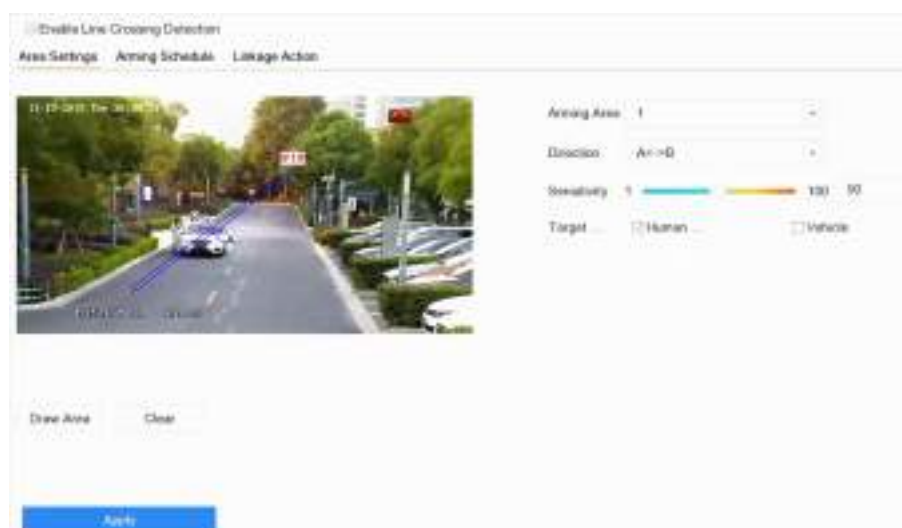 Enable Line Crossing Detection
Area Settings Arming Schedule Linkage Action
Arming Area 1
Direction A<->B
Sensitivity 1 100 50
Target ... Human ... Vehicle
Draw Area Clear
Apply